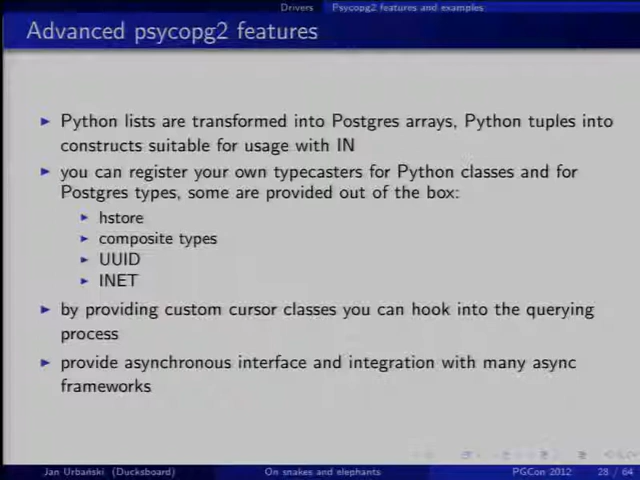 Drivers Psycopg2 features and examples
Advanced psycopg2 features
Python lists are transformed into Postgres arrays, Python tuples into
constructs suitable for usage with IN
you can register your own typecasters for Python classes and for
Postgres types, some are provided out of the box:
hstore
composite types
UUID
INET
by providing custom cursor classes you can hook into the querying
process
provide asynchronous interface and integration with many async
frameworks
Jan Urbański (Ducksboard) On snakes and elephants PGCon 2012 28 / 64